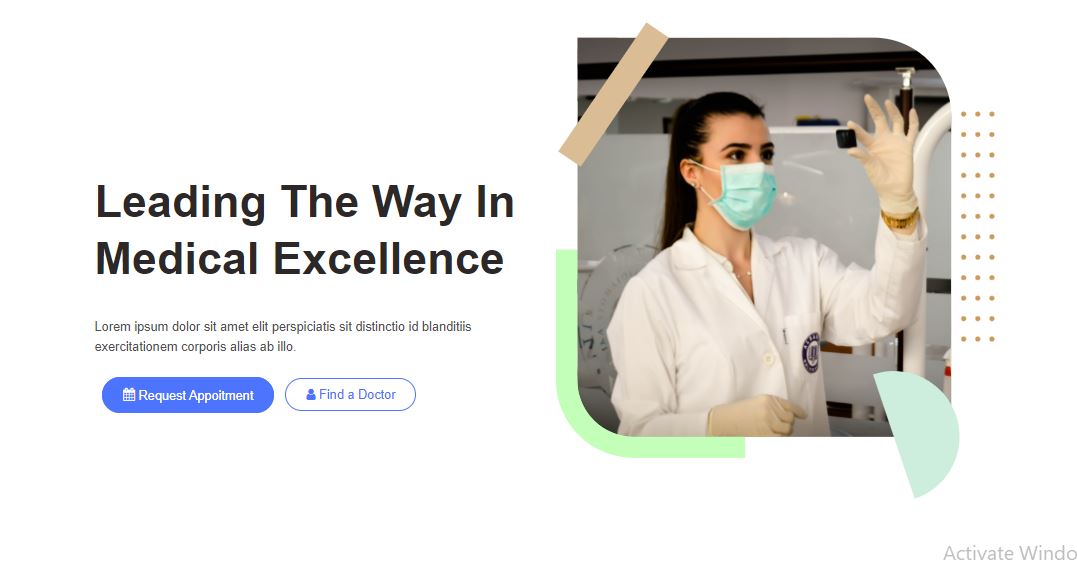 Leading The Way In
Medical Excellence
Lorem ipsum dolor sit amet elit perspiciatis sit distinctio id blanditiis
exercitationem corporis alias ab illo.
Request Appoitment
Find a Doctor
Activate Windo